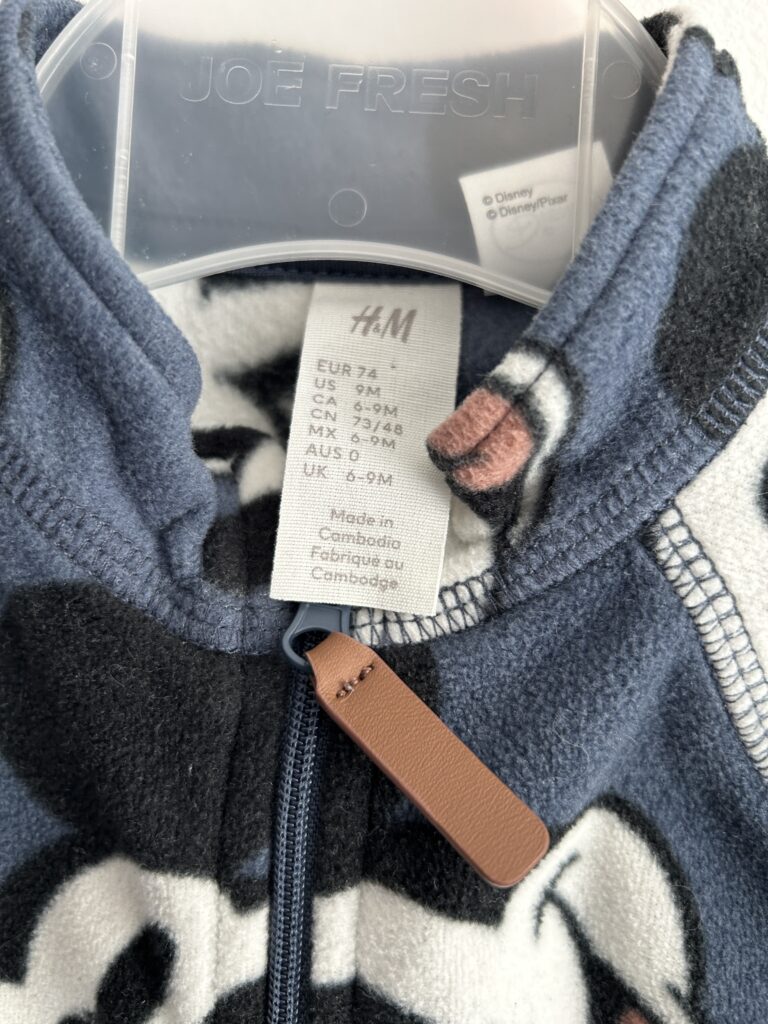 JOE FRESH
© Disney
© Disney/Pixar
H&M
EUR 74
US 9M
CA 6-9M
CN 73/48
MX 6-9M
AUS 0
UK 6-9M
Made in
Cambodia
Fabriqué au
Cambodge